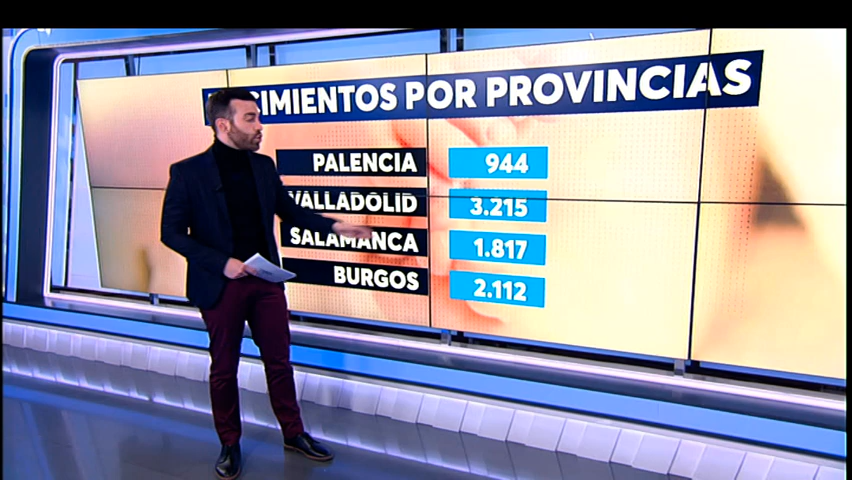 CIMIENTOS POR PROVINCIAS
PALENCIA 944
VALLADOLID 3.215
SALAMANCA 1.817
BURGOS 2.112